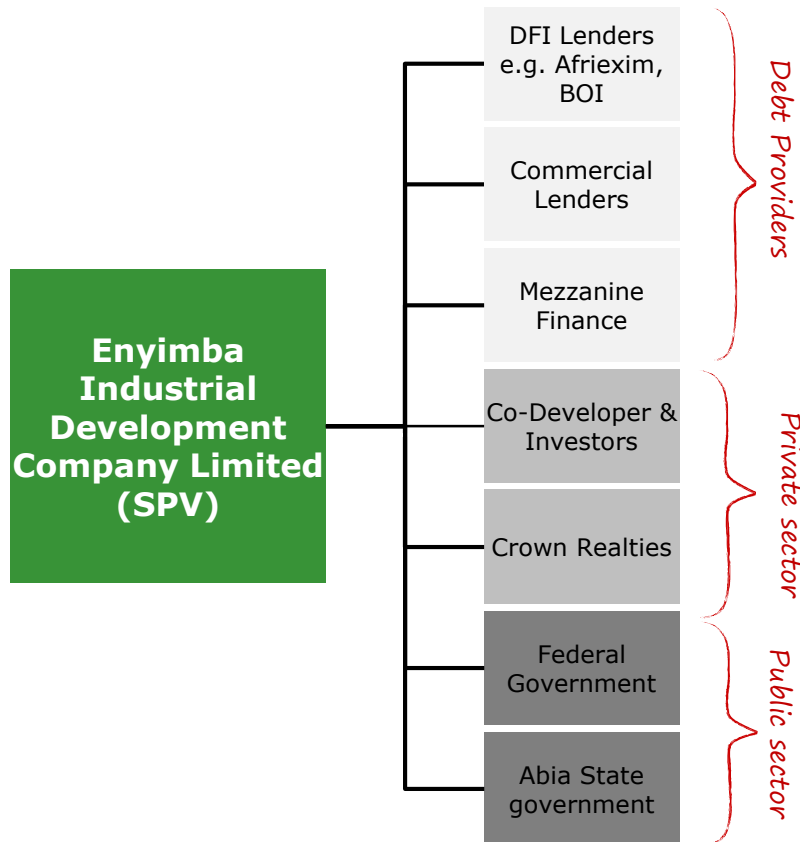 Enyimba
Industrial
Development
Company Limited
(SPV)
DFI Lenders
e.g. Afriexim,
BOI
Commercial
Lenders
Mezzanine
Finance
Debt Providers
Co-Developer &
Investors
Crown Realties
Private sector
Federal
Government
Abia State
government
Public sector